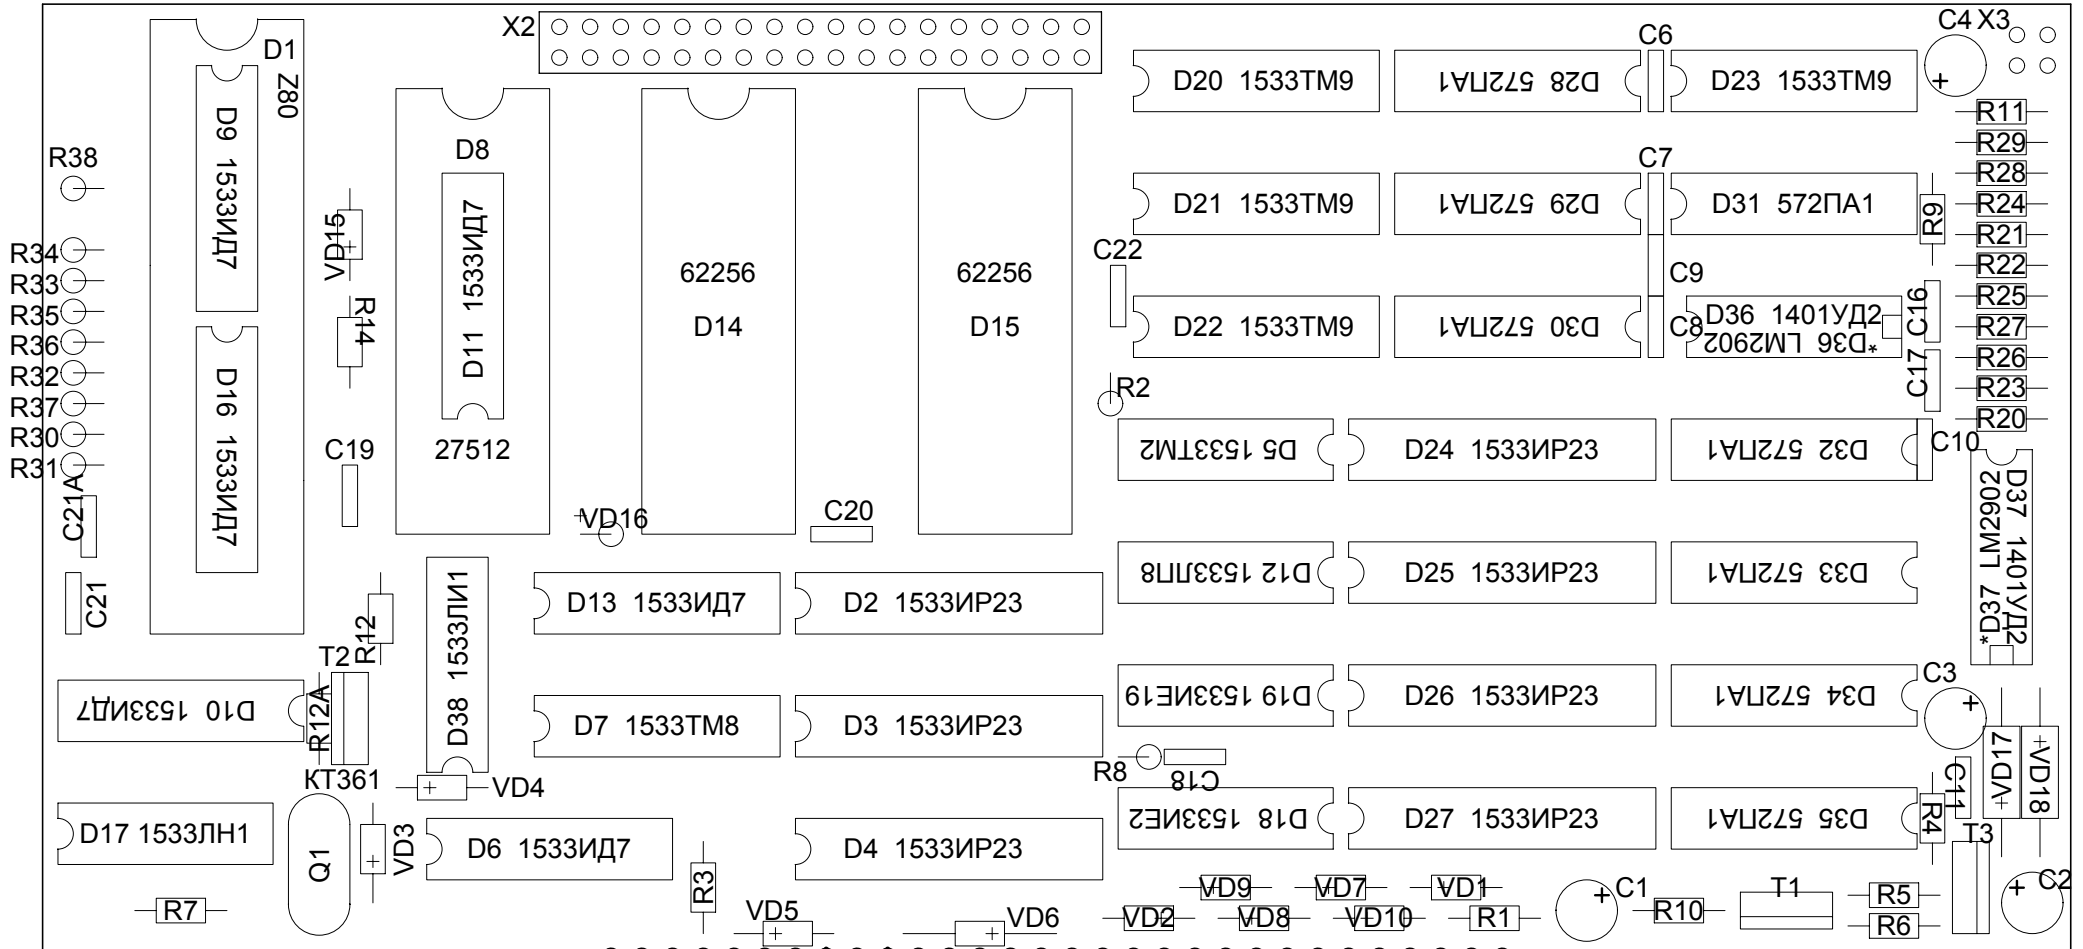 X2
C4 X3
D1
Z80
C6
D20 1533ТМ9
D28 572ПА1
D23 1533ТМ9
R11
D9 1533ИД7
R38
D8
C7
R29
R28
D21 1533ТМ9
D29 572ПА1
D31 572ПА1
R9
R24
R21
VD15
D11 1533ИД7
R34
C22
62256
62256
C9
R22
R33
R25
R35
R14
D14
D15
D22 1533ТМ9
D30 572ПА1
C8
D36 1401УД2
*D36 LM2902
C16
R27
R36
R26
R32
C17
R23
R2
R37
R20
D16 1533ИД7
R30
C19
27512
D5 1533ТМ2
D24 1533ИР23
D32 572ПА1
C10
R31
C21A
VD16
C20
D37 1401УД2
*D37 LM2902
D12 1533ЛП8
D25 1533ИР23
D33 572ПА1
C21
R12
D38 1533ЛИ1
D13 1533ИД7
D2 1533ИР23
T2
C3
D10 1533ИД7
R12A
D7 1533ТМ8
D3 1533ИР23
D19 1533ИЕ19
D26 1533ИР23
D34 572ПА1
КТ361
VD4
R8
C18
C11
VD17
VD18
D17 1533ЛН1
Q1
VD3
D6 1533ИД7
D4 1533ИР23
D18 1533ИЕ2
D27 1533ИР23
D35 572ПА1
R4
T3
R3
VD9
VD7
VD1
C1
T1
R5
C2
R7
VD5
VD6
VD2
VD8
VD10
R1
R10
R6